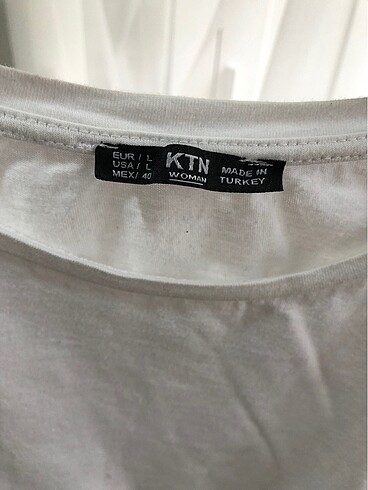 EUR / L
USA / L
MEX/ 40
KTN
WOMAN
MADE IN
TURKEY